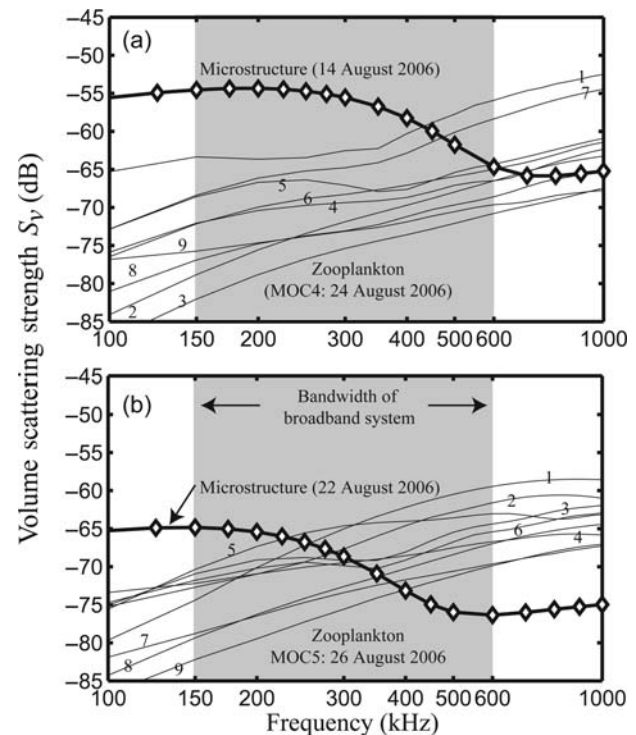 Volume scattering strength Sv (dB)
(a)
Microstructure (14 August 2006)
−45
−50
−55
−60
−65
−70
−75
−80
−85
1
7
5
6
4
9
8
2
3
Zooplankton
(MOC4: 24 August 2006)
100 150 200 300 400 500 600 1000
(b)
Bandwidth of
broadband system
Microstructure (22 August 2006)
−45
−50
−55
−60
−65
−70
−75
−80
−85
1
2
3
5
6
4
7
8
9
Zooplankton
MOC5: 26 August 2006
100 150 200 300 400 500 600 1000
Frequency (kHz)